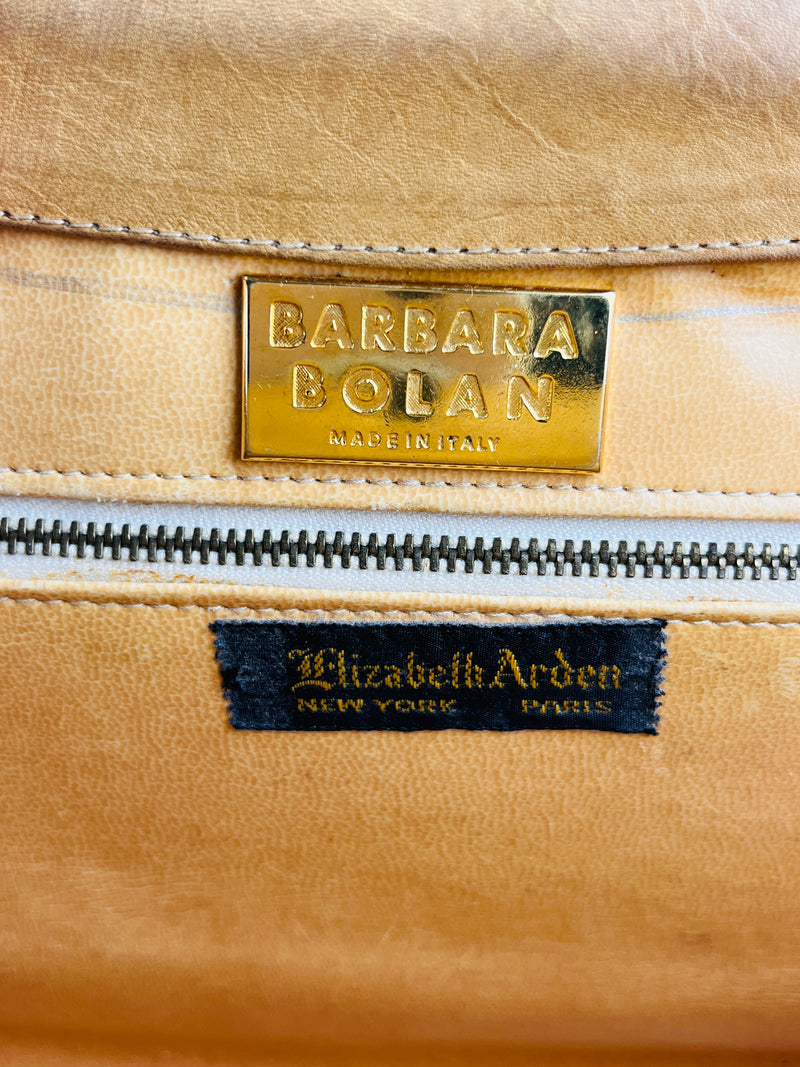 BARBARA
BOLAN
MADE IN ITALY
Elizabeth Arden
NEW YORK PARIS